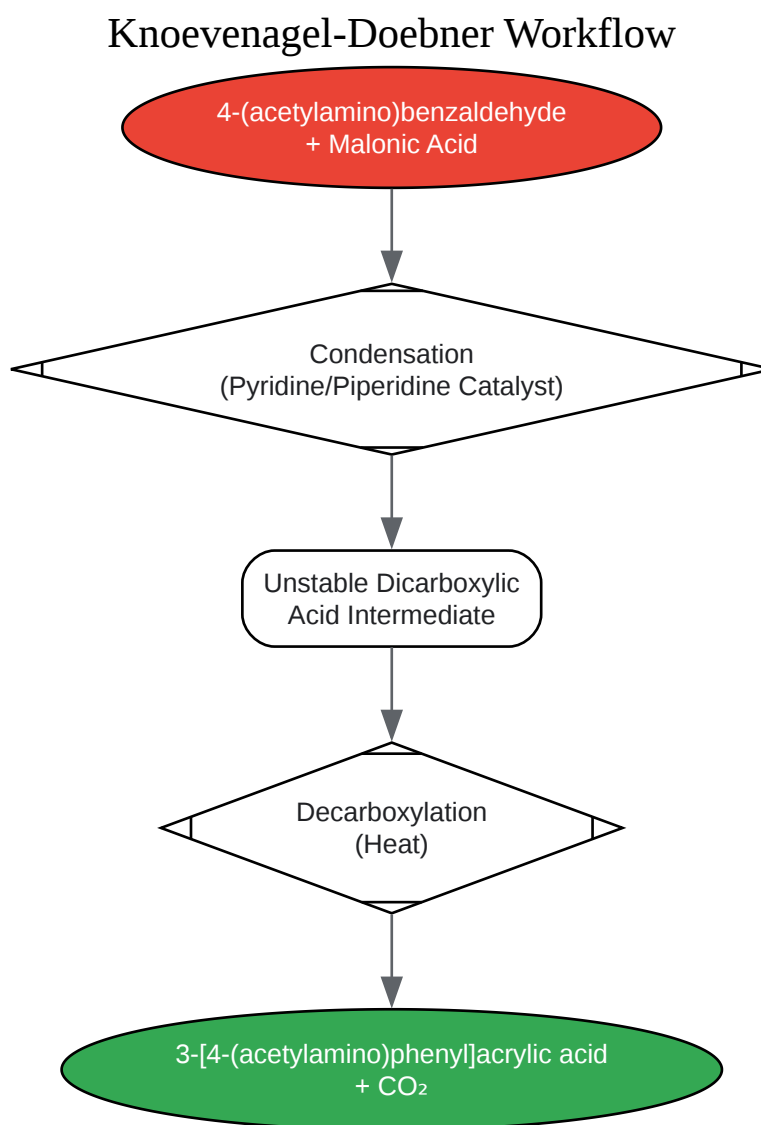 Knoevenagel-Doebner Workflow
4-(acetylamino)benzaldehyde
+ Malonic Acid
Condensation
(Pyridine/Piperidine Catalyst)
Unstable Dicarboxylic
Acid Intermediate
Decarboxylation
(Heat)
3-[4-(acetylamino)phenyl]acrylic acid
+ CO₂